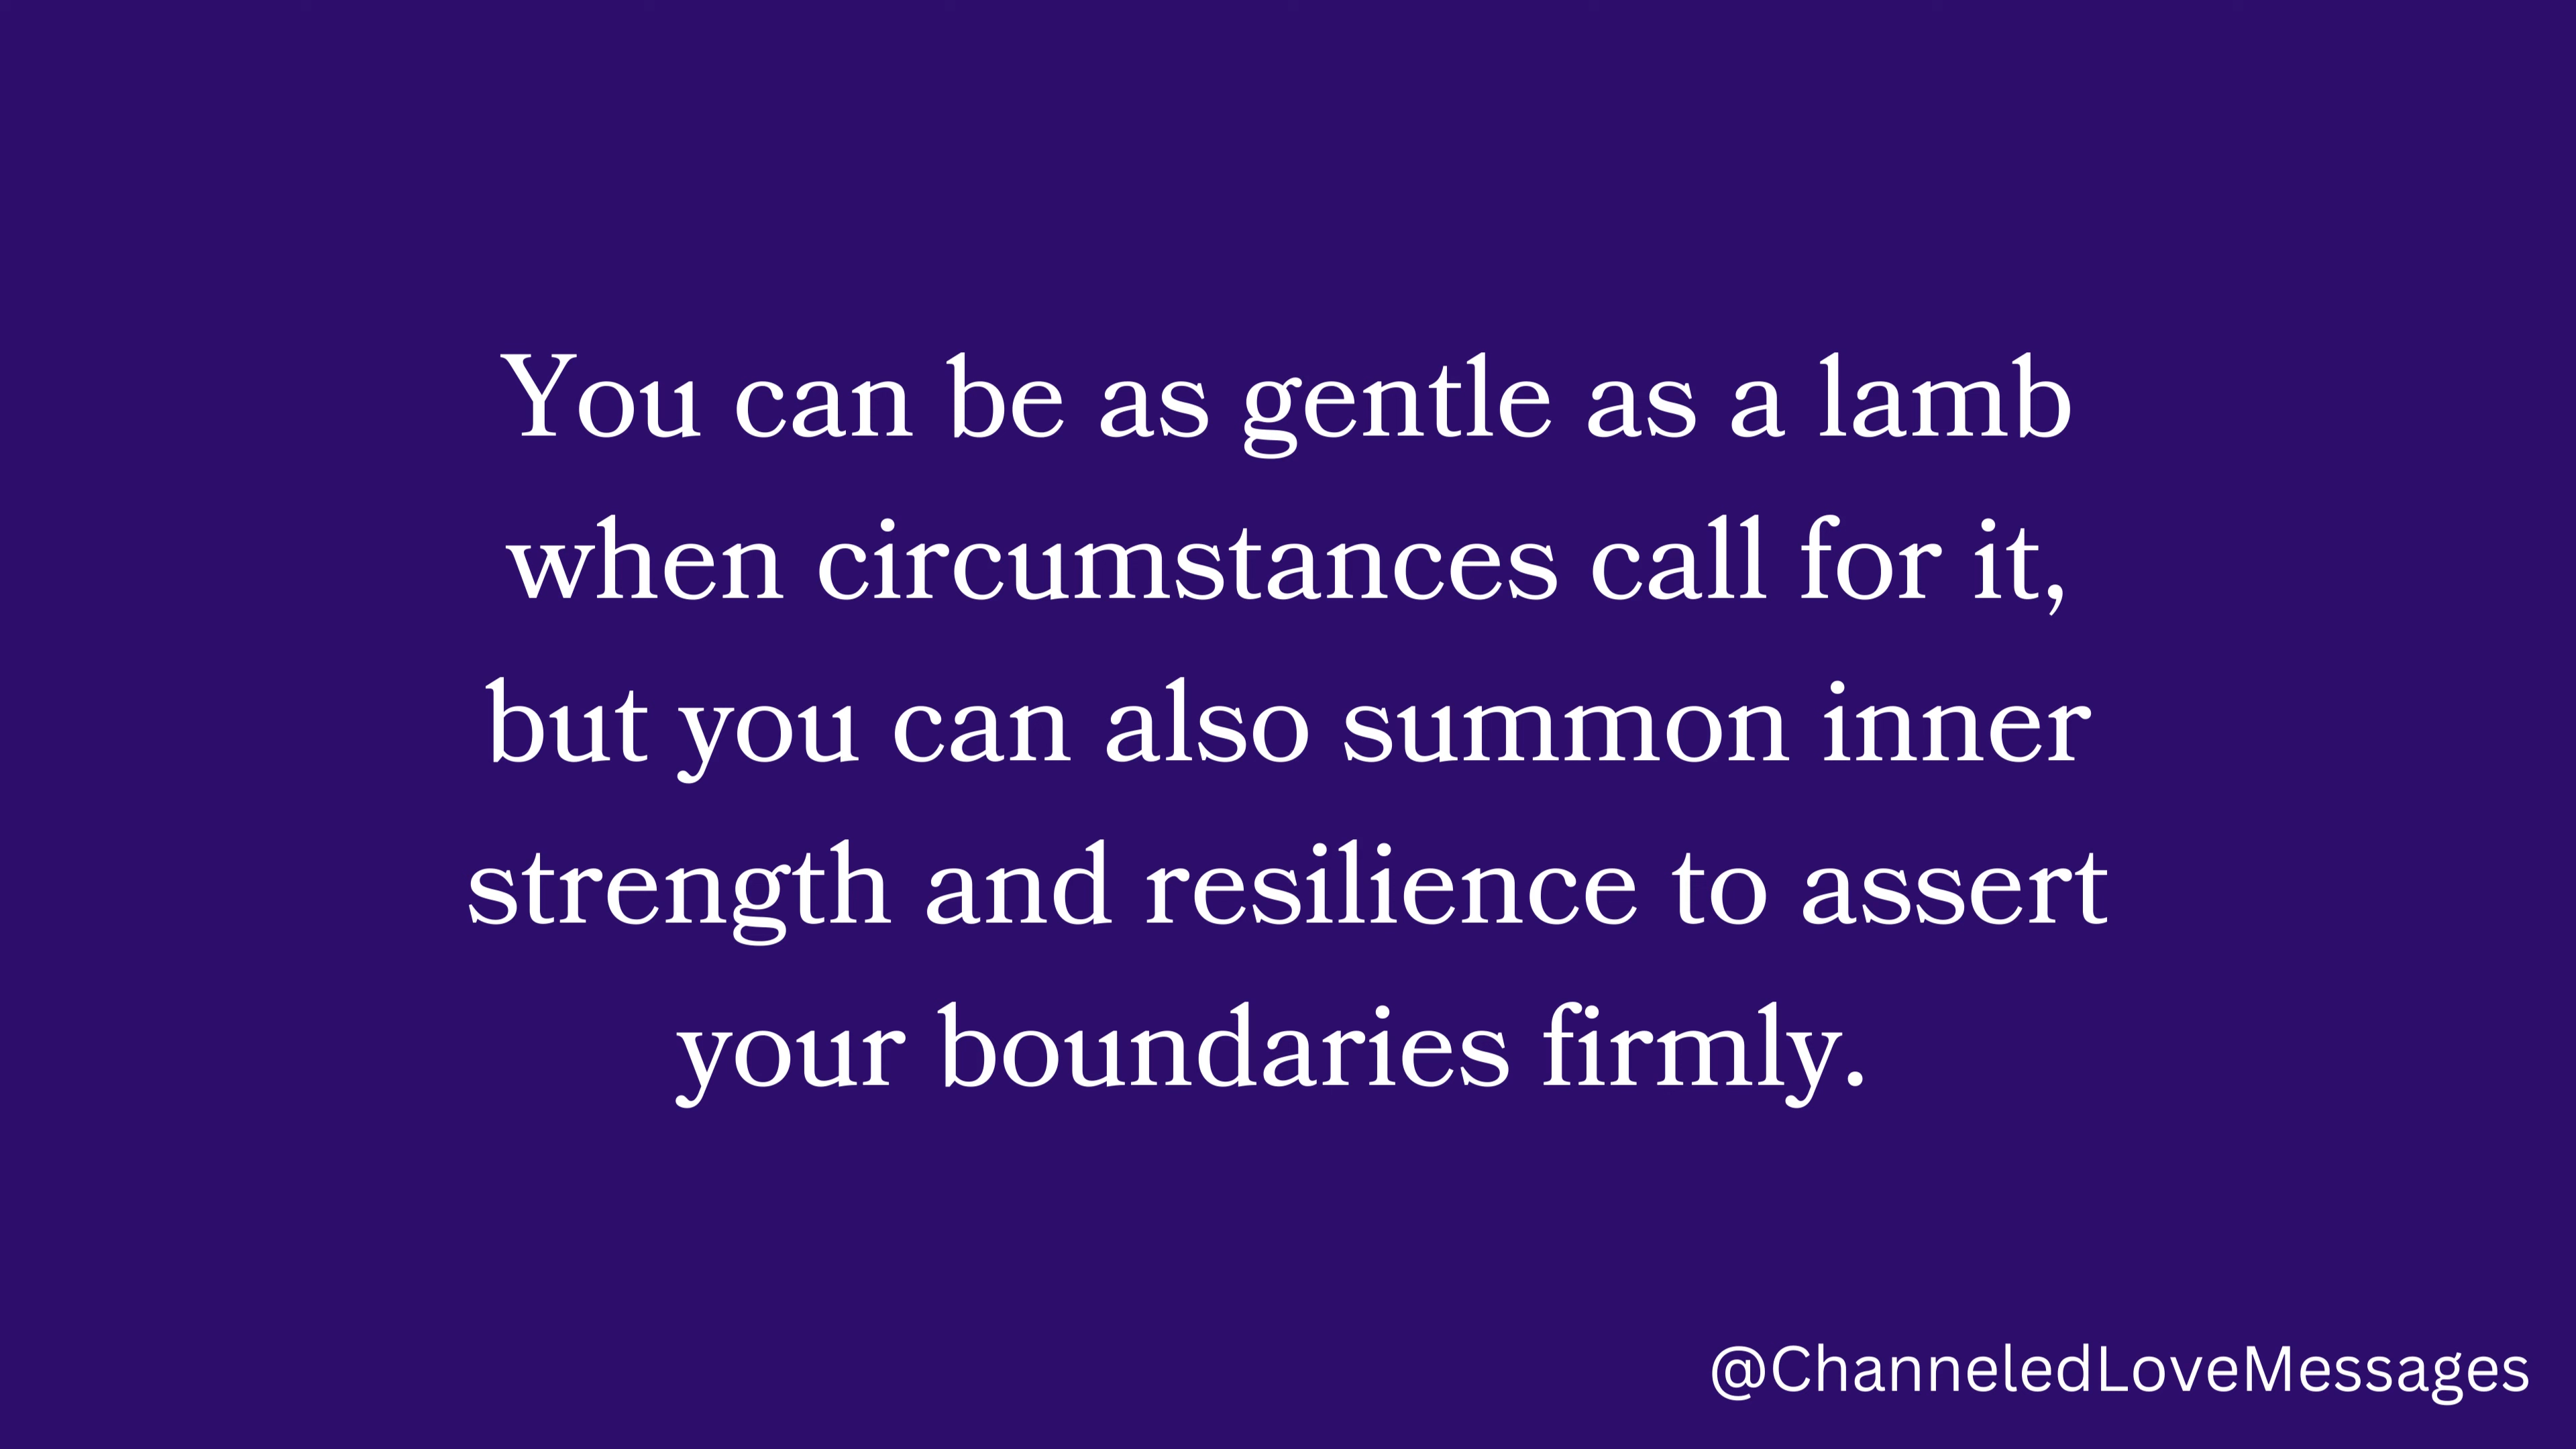 You can be as gentle as a lamb
when circumstances call for it,
but you can also summon inner
strength and resilience to assert
your boundaries firmly.
@ChanneledLoveMessages